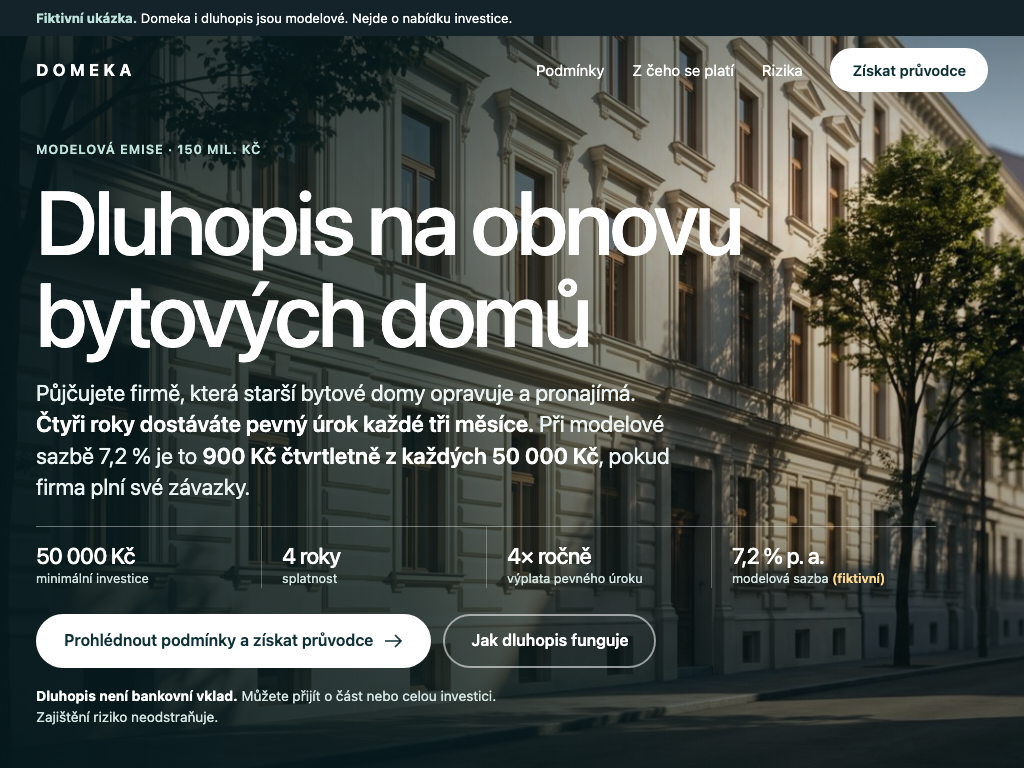 Fiktivní ukázka. Domeka i dluhopis jsou modelové. Nejde o nabídku investice.
DOMEKA
Podmínky
Z čeho se platí
Rizika
Získat průvodce
MODELOVÁ EMISE · 150 MIL. KČ
Dluhopis na obnovu
bytových domů
Půjčujete firmě, která starší bytové domy opravuje a pronajímá.
Čtyři roky dostáváte pevný úrok každé tři měsíce. Při modelové
sazbě 7,2 % je to 900 Kč čtvrtletně z každých 50 000 Kč, pokud
firma plní své závazky.
50 000 Kč
minimální investice
4 roky
splatnost
4× ročně
výplata pevného úroku
7,2 % p. a.
modelová sazba (fiktivní)
Prohlédnout podmínky a získat průvodce →
Jak dluhopis funguje
Dluhopis není bankovní vklad. Můžete přijít o část nebo celou investici.
Zajištění riziko neodstraňuje.